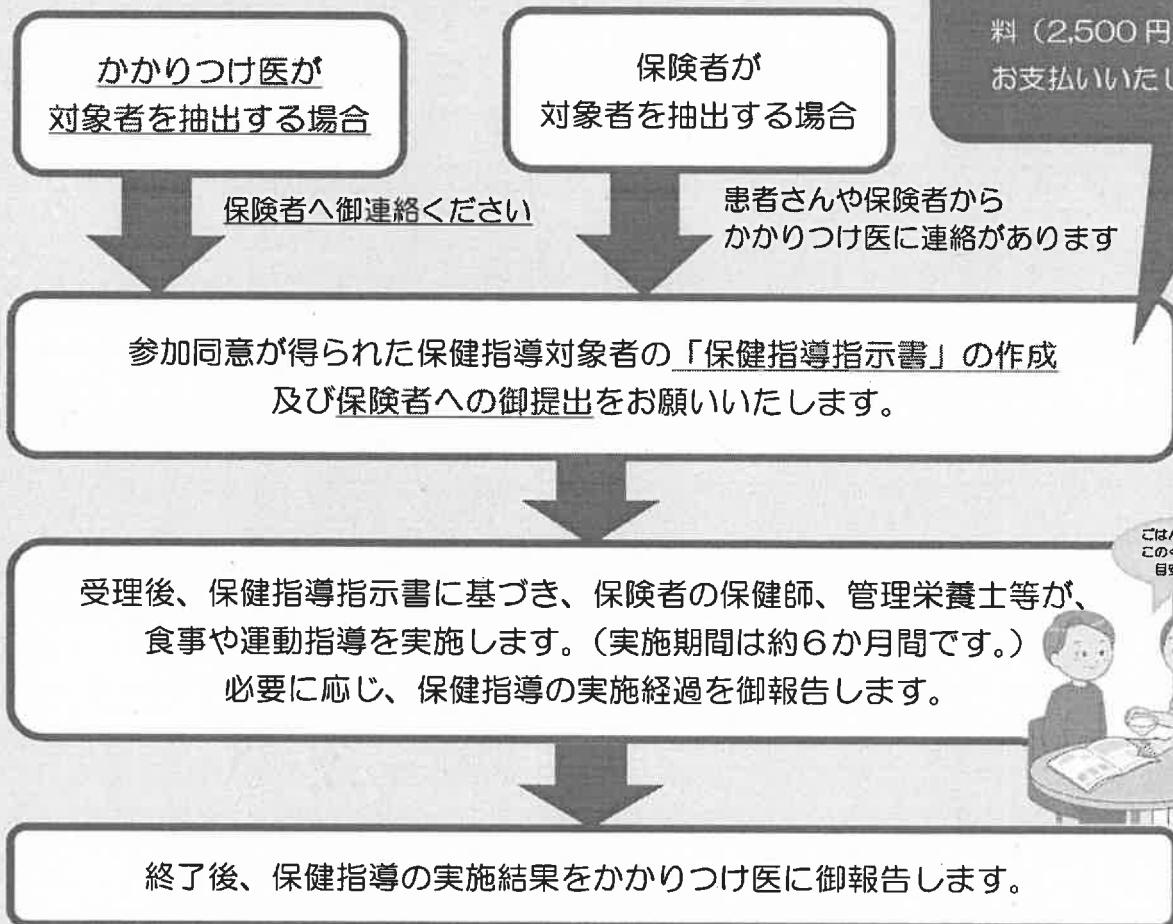 料（2,500円
お支払いいたし
かかりつけ医が
対象者を抽出する場合
保険者が
対象者を抽出する場合
保険者へ御連絡ください
患者さんや保険者から
かかりつけ医に連絡があります
参加同意が得られた保健指導対象者の「保健指導指示書」の作成
及び保険者への御提出をお願いいたします。
ごはん
この
目安
受理後、保健指導指示書に基づき、保険者の保健師、管理栄養士等が、
食事や運動指導を実施します。（実施期間は約６か月間です。）
必要に応じ、保健指導の実施経過を御報告します。
終了後、保健指導の実施結果をかかりつけ医に御報告します。